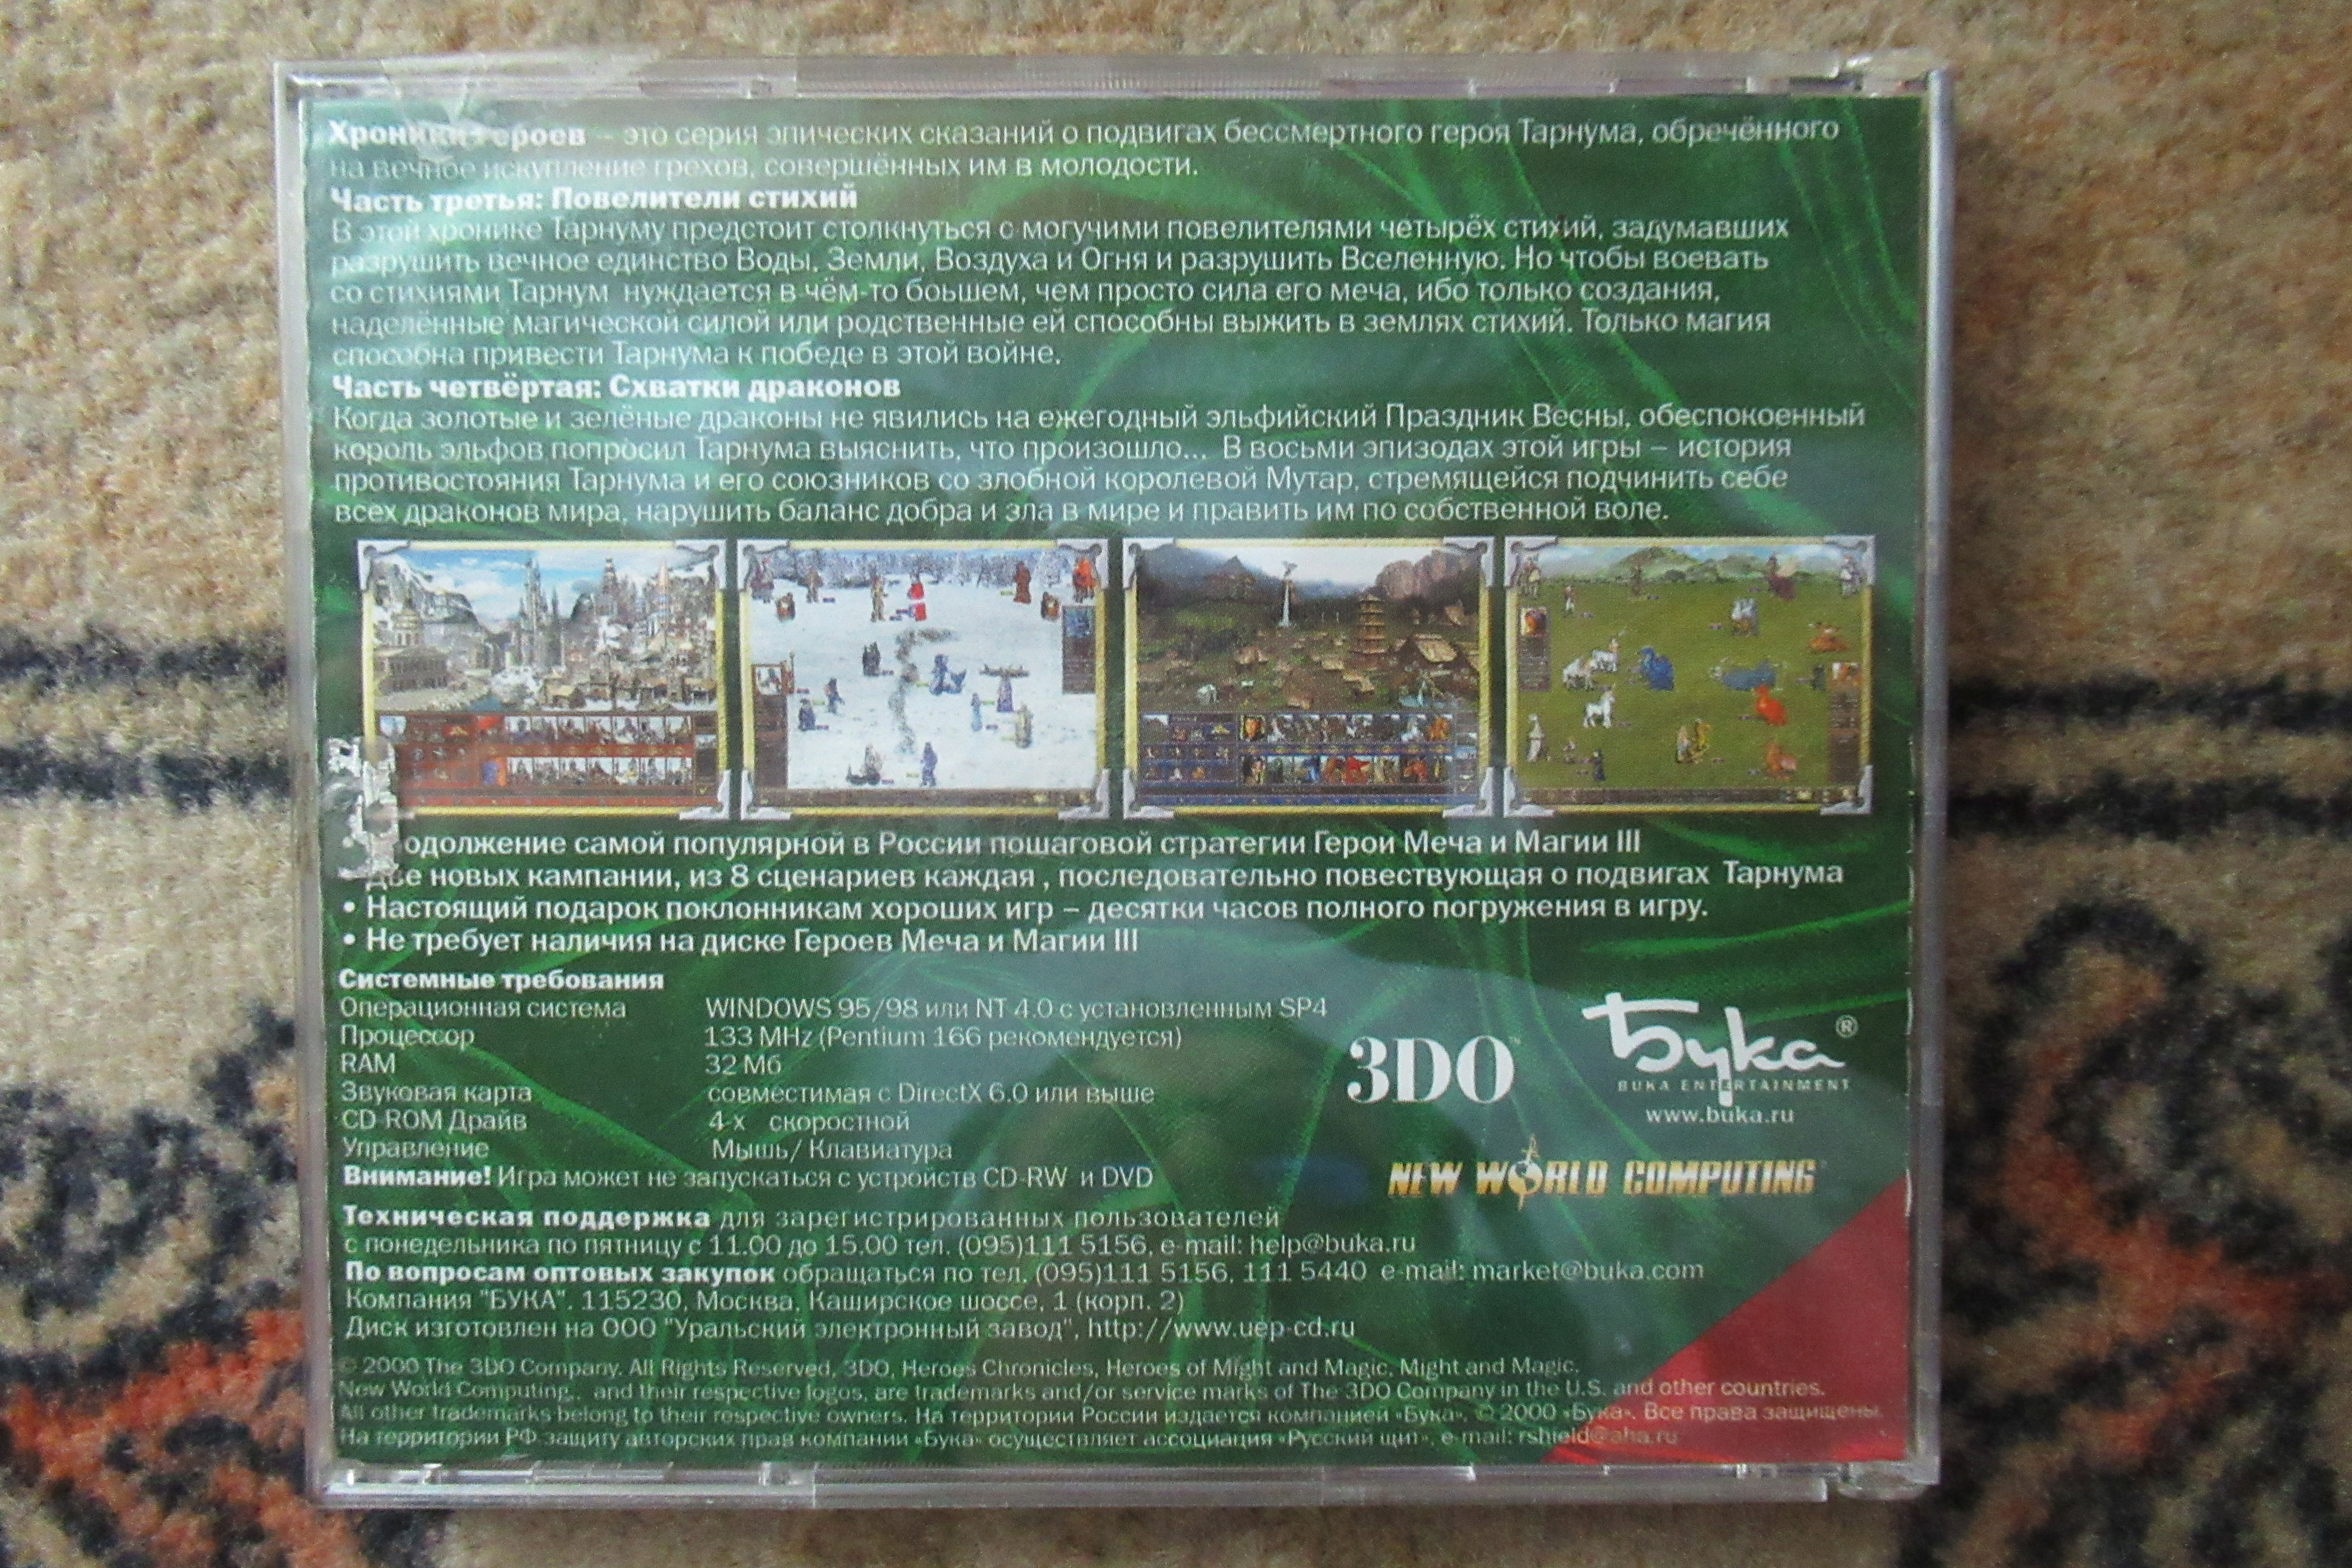 Хроники Героев – это серия эпических сказаний о подвигах бессмертного героя Тарнума, обречённого
на вечное искупление грехов, совершённых им в молодости.
Часть третья: Повелители стихий
В этой хронике Тарнуму предстоит столкнуться с могучими повелителями четырёх стихий, задумавших
разрушить вечное единство Воды, Земли, Воздуха и Огня и разрушить Вселенную. Но чтобы воевать
со стихиями Тарнум нуждается в чём-то боьшем, чем просто сила его меча, ибо только создания,
наделённые магической силой или родственные ей способны выжить в землях стихий. Только магия
способна привести Тарнума к победе в этой войне.
Часть четвёртая: Схватки драконов
Когда золотые и зелёные драконы не явились на ежегодный эльфийский Праздник Весны, обеспокоенный
король эльфов попросил Тарнума выяснить, что произошло... В восьми эпизодах этой игры – история
противостояния Тарнума и его союзников со злобной королевой Мутар, стремящейся подчинить себе
всех драконов мира, нарушить баланс добра и зла в мире и править им по собственной воле.
одолжение самой популярной в России пошаговой стратегии Герои Меча и Магии III
Две новых кампании, из 8 сценариев каждая , последовательно повествующая о подвигах Тарнума
• Настоящий подарок поклонникам хороших игр – десятки часов полного погружения в игру.
• Не требует наличия на диске Героев Меча и Магии III
Системные требования
Операционная система WINDOWS 95/98 или NT 4.0 с установленным SP4
Процессор 133 MHz (Pentium 166 рекомендуется)
RAM 32 Мб
Звуковая карта совместимая с DirectX 6.0 или выше
CD-ROM Драйв 4-х скоростной
Управление Мышь/ Клавиатура
Внимание! Игра может не запускаться с устройств CD-RW и DVD
3DO™
Бука®
BUKA ENTERTAINMENT
www.buka.ru
NEW WORLD COMPUTING
Техническая поддержка для зарегистрированных пользователей
с понедельника по пятницу с 11.00 до 15.00 тел. (095)111 5156, e-mail: help@buka.ru
По вопросам оптовых закупок обращаться по тел. (095)111 5156, 111 5440 e-mail: market@buka.com
Компания "БУКА". 115230, Москва, Каширское шоссе, 1 (корп. 2)
Диск изготовлен на ООО "Уральский электронный завод", http://www.uep-cd.ru
© 2000 The 3DO Company. All Rights Reserved. 3DO, Heroes Chronicles, Heroes of Might and Magic, Might and Magic,
New World Computing, and their respective logos, are trademarks and/or service marks of The 3DO Company in the U.S. and other countries.
All other trademarks belong to their respective owners. На территории России издается компанией «Бука». © 2000 «Бука». Все права защищены.
На территории РФ защиту авторских прав компании «Бука» осуществляет ассоциация «Русский щит», e-mail: rshield@aha.ru